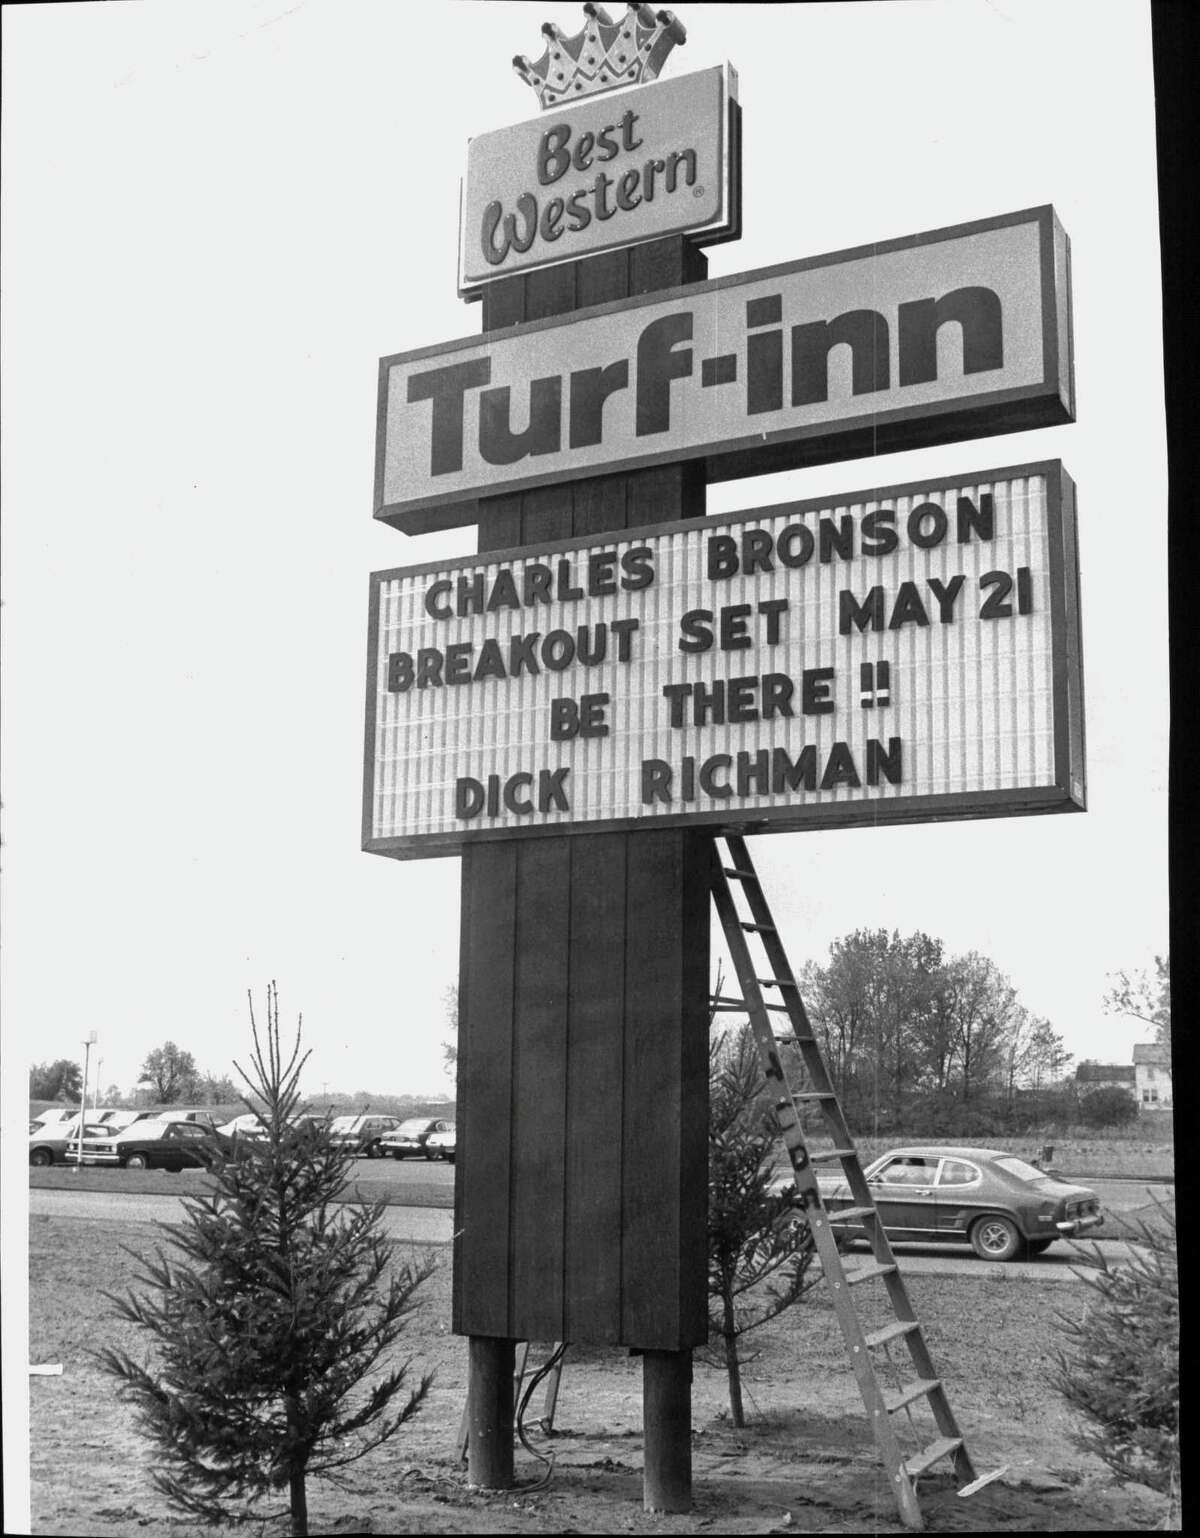 Best
Western®
Turf-inn
CHARLES BRONSON
BREAKOUT SET MAY 21
BE THERE !!
DICK RICHMAN